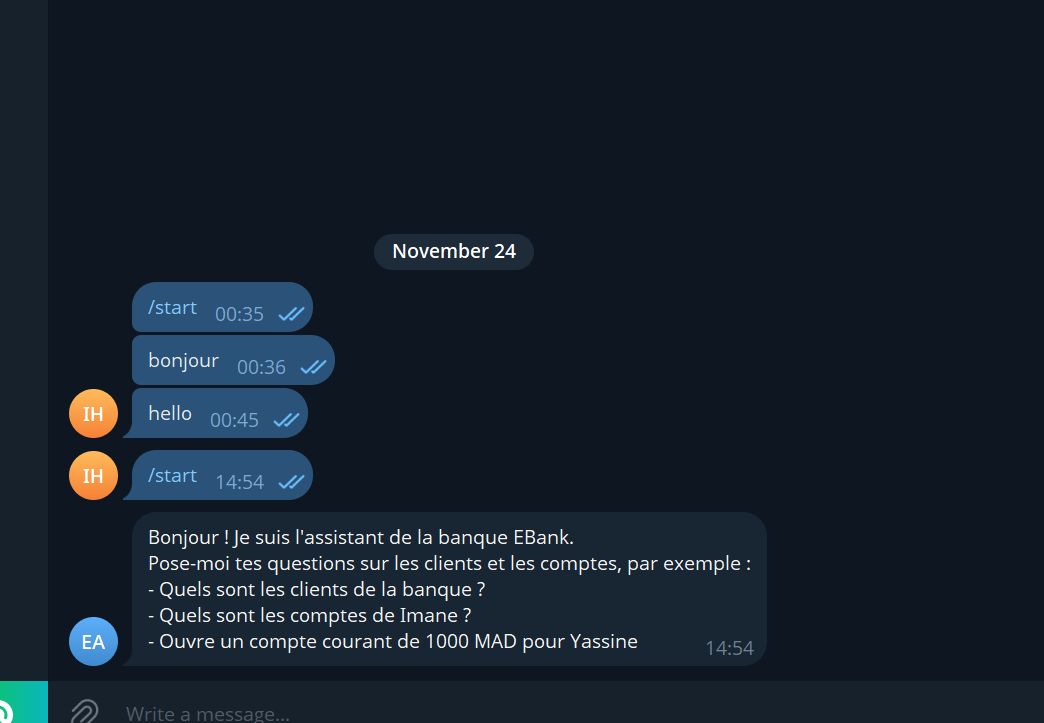 November 24
/start 00:35
bonjour 00:36
IH hello 00:45
IH /start 14:54
Bonjour ! Je suis l'assistant de la banque EBank.
Pose-moi tes questions sur les clients et les comptes, par exemple :
- Quels sont les clients de la banque ?
- Quels sont les comptes de Imane ?
EA - Ouvre un compte courant de 1000 MAD pour Yassine 14:54
Write a message...